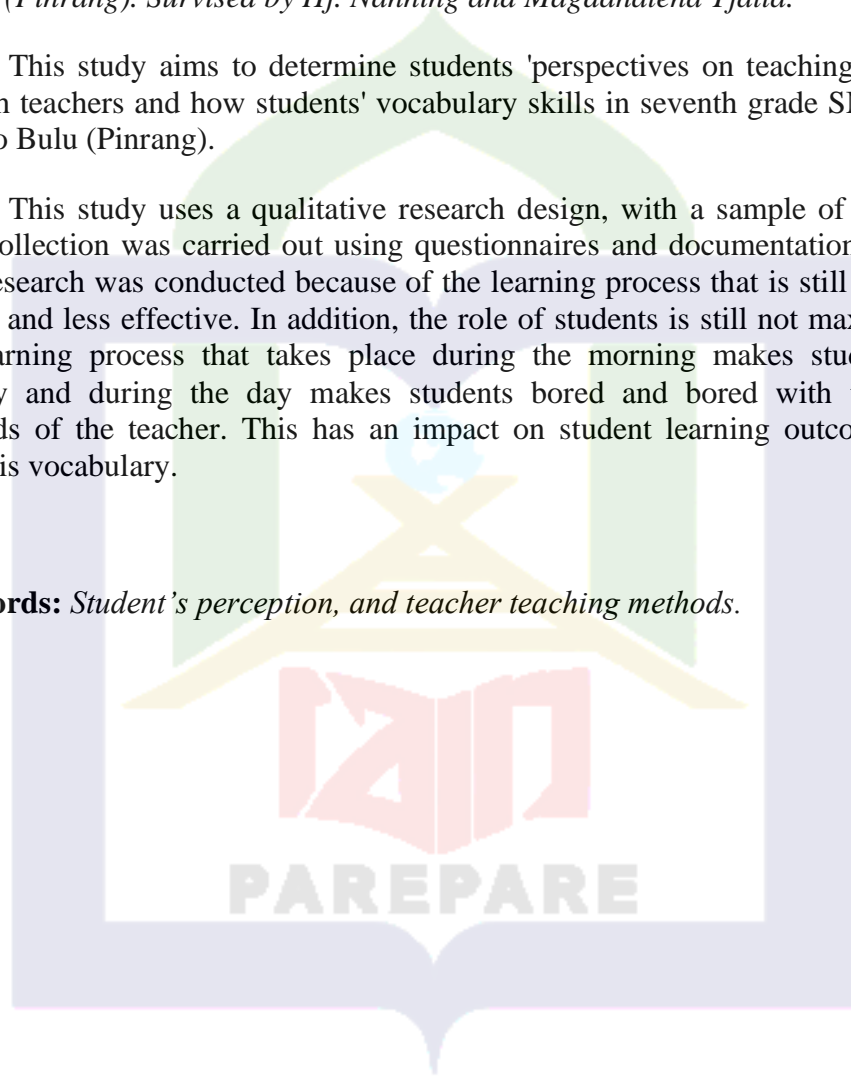 (Pinrang). Survised by Hj. Nanning and Magdahalena Tjalla.
This study aims to determine students 'perspectives on teaching
teachers and how students' vocabulary skills in seventh grade
Bulu (Pinrang).
This study uses a qualitative research design, with a sample of
ollection was carried out using questionnaires and documentation
esearch was conducted because of the learning process that is still
and less effective. In addition, the role of students is still not max
arning process that takes place during the morning makes stu
y and during the day makes students bored and bored with
ds of the teacher. This has an impact on student learning outco
is vocabulary.
ords: Student’s perception, and teacher teaching methods.
iain
PAREPARE